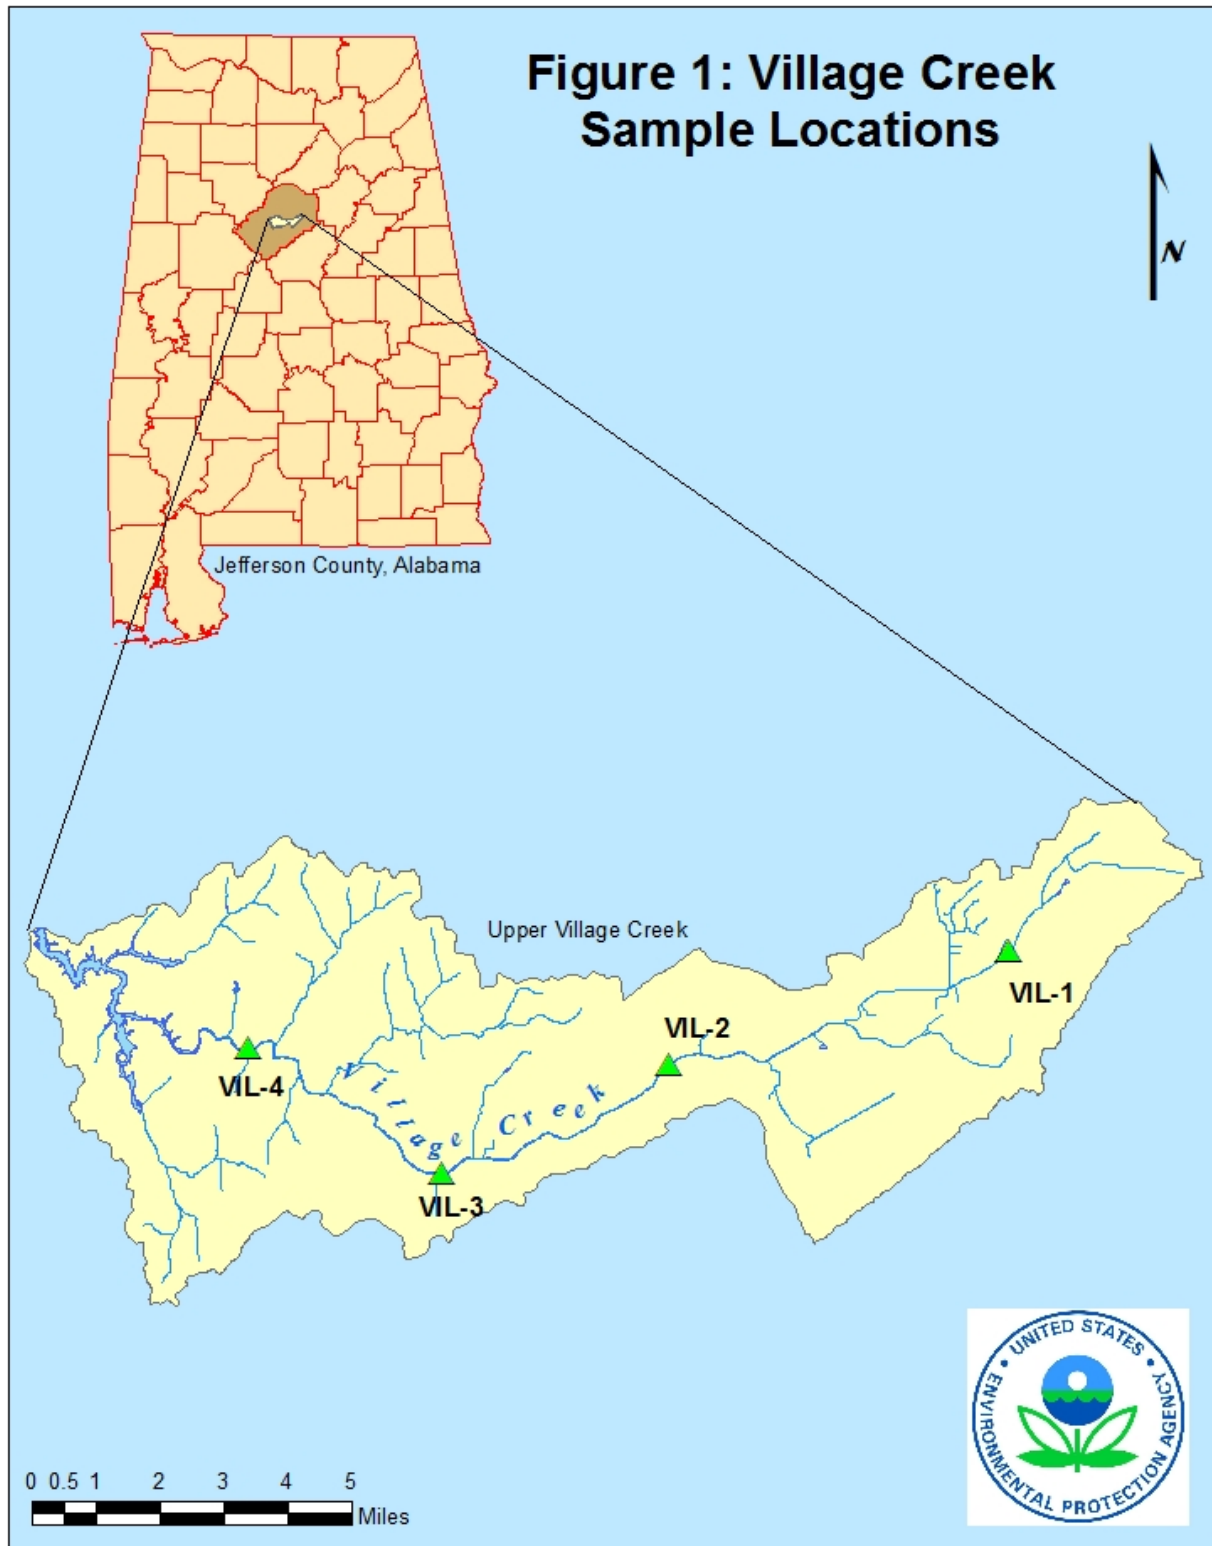 Figure 1: Village Creek
Sample Locations
N
Jefferson County, Alabama
Upper Village Creek
VIL-1
VIL-2
VIL-4
Village Creek
VIL-3
UNITED STATES
ENVIRONMENTAL PROTECTION AGENCY
0 0.5 1 2 3 4 5
Miles